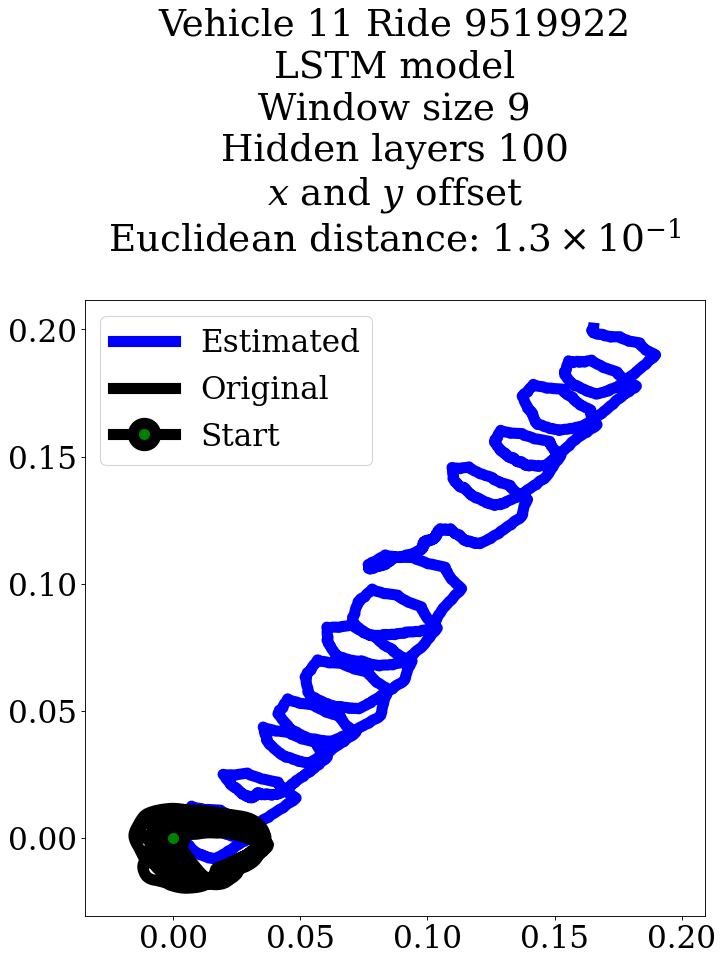 Vehicle 11 Ride 9519922
LSTM model
Window size 9
Hidden layers 100
x and y offset
Euclidean distance: 1.3 × 10⁻¹
Estimated
Original
Start
0.20
0.15
0.10
0.05
0.00
0.00 0.05 0.10 0.15 0.20